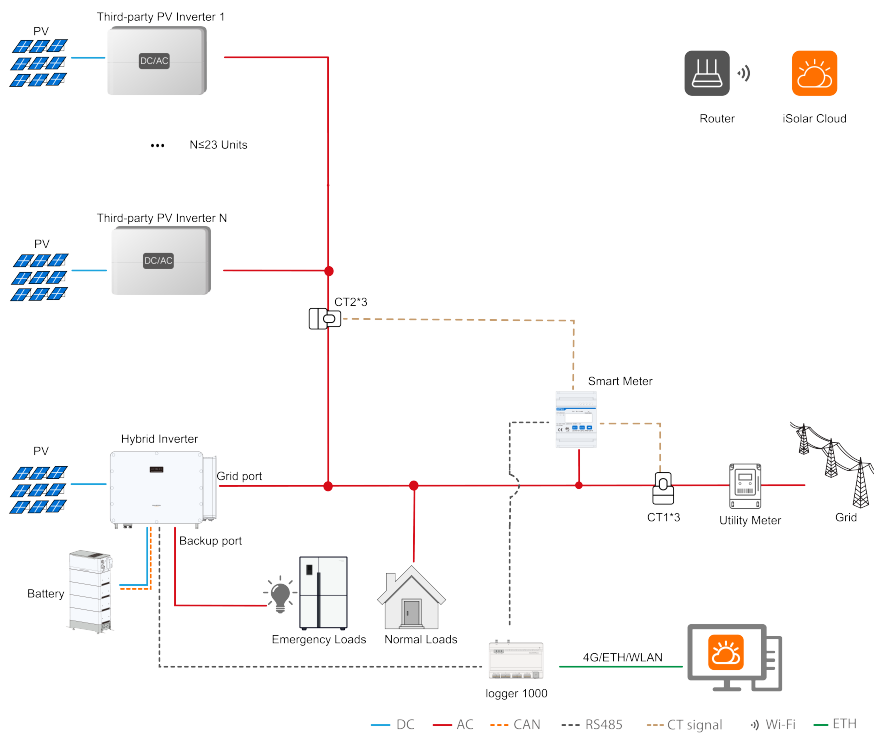 Third-party PV Inverter 1
PV
DC/AC
Router
iSolar Cloud
••• N≤23 Units
Third-party PV Inverter N
PV
DC/AC
CT2*3
Smart Meter
Hybrid Inverter
PV
Grid port
CT1*3
Utility Meter
Grid
Backup port
Battery
Emergency Loads
Normal Loads
4G/ETH/WLAN
logger 1000
DC
AC
CAN
RS485
CT signal
Wi-Fi
ETH